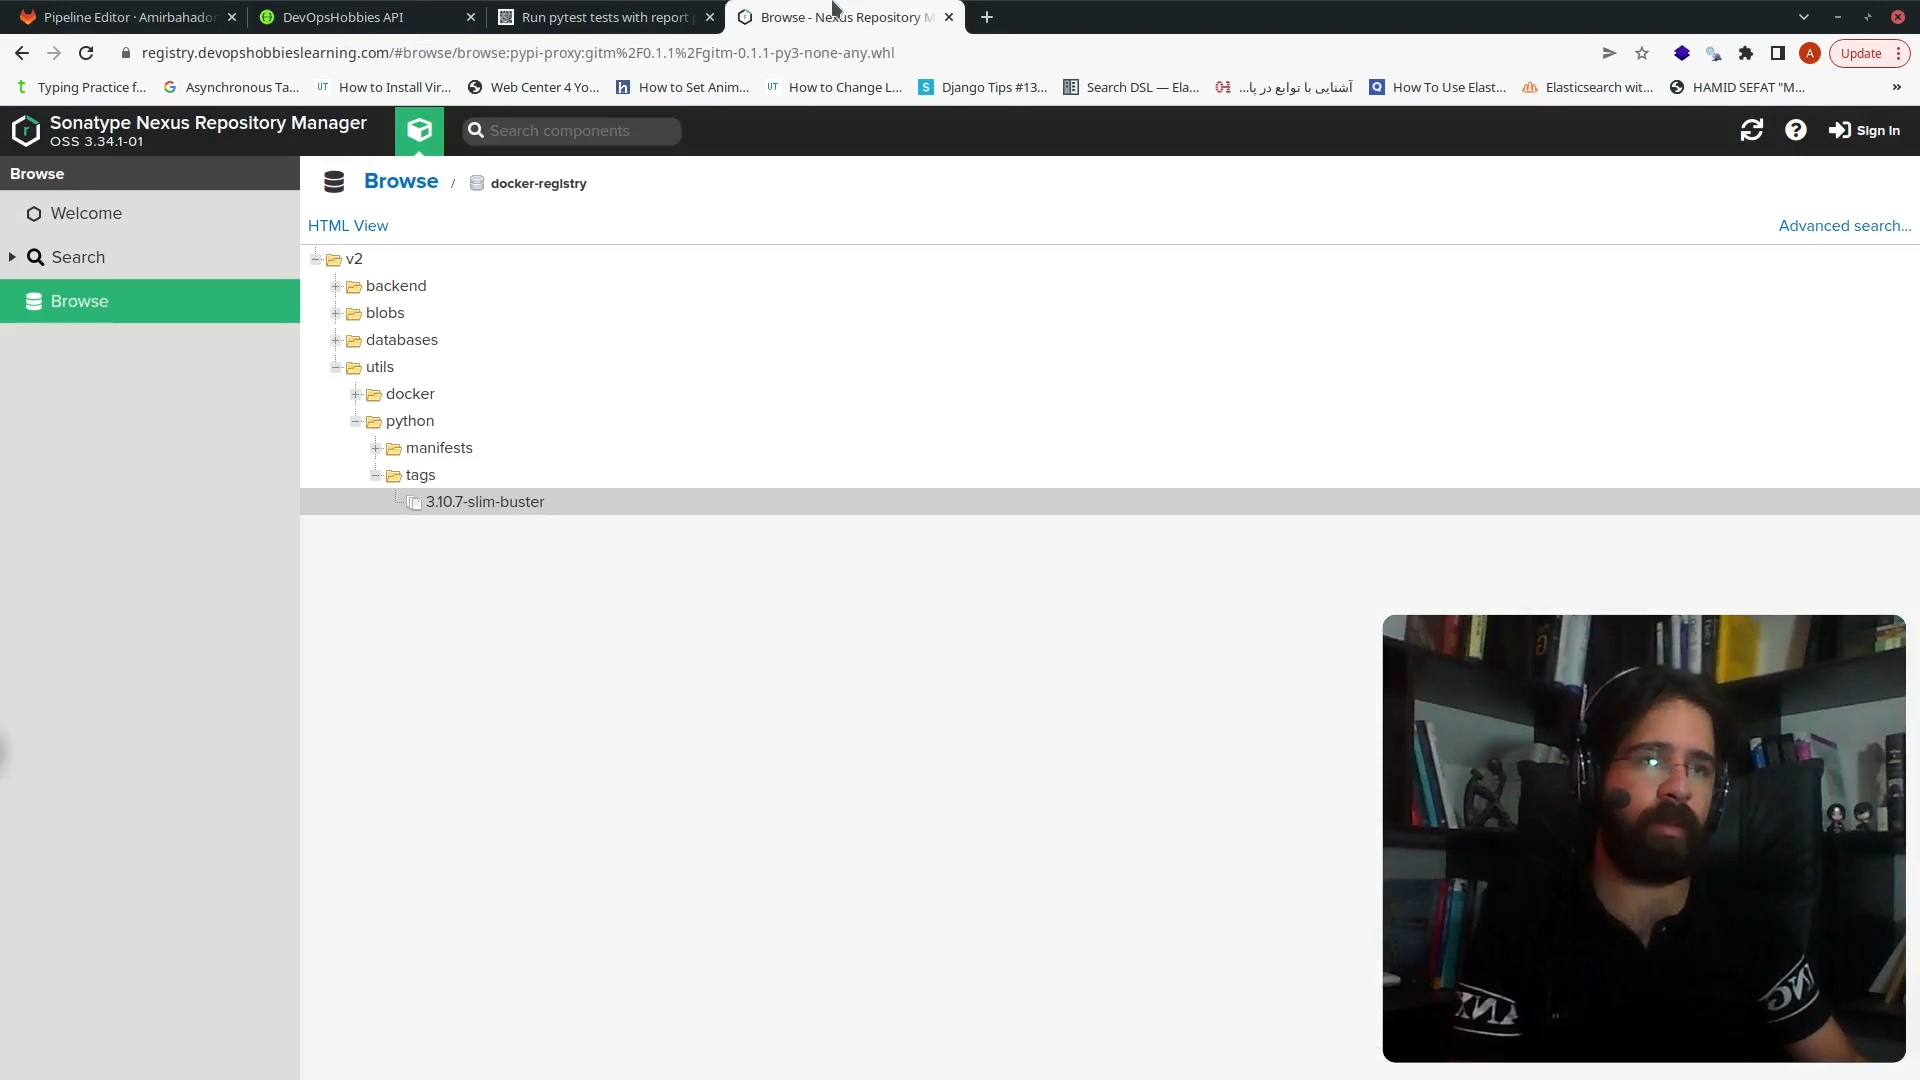 Pipeline Editor · Amirbahador
DevOpsHobbies API
Run pytest tests with report
Browse - Nexus Repository M
registry.devopshobbieslearning.com/#browse/browse:pypi-proxy:gitm%2F0.1.1%2Fgitm-0.1.1-py3-none-any.whl
A
Update
Typing Practice f...
Asynchronous Ta...
UT How to Install Vir...
Web Center 4 Yo...
h How to Set Anim...
UT How to Change L...
S Django Tips #13...
Search DSL — Ela...
آشنایی با توابع در پا...
Q How To Use Elast...
Elasticsearch wit...
HAMID SEFAT "M...
»
Sonatype Nexus Repository Manager
OSS 3.34.1-01
Search components
Sign in
Browse
Welcome
Search
Browse
Browse / docker-registry
HTML View
Advanced search...
v2
backend
blobs
databases
utils
docker
python
manifests
tags
3.10.7-slim-buster